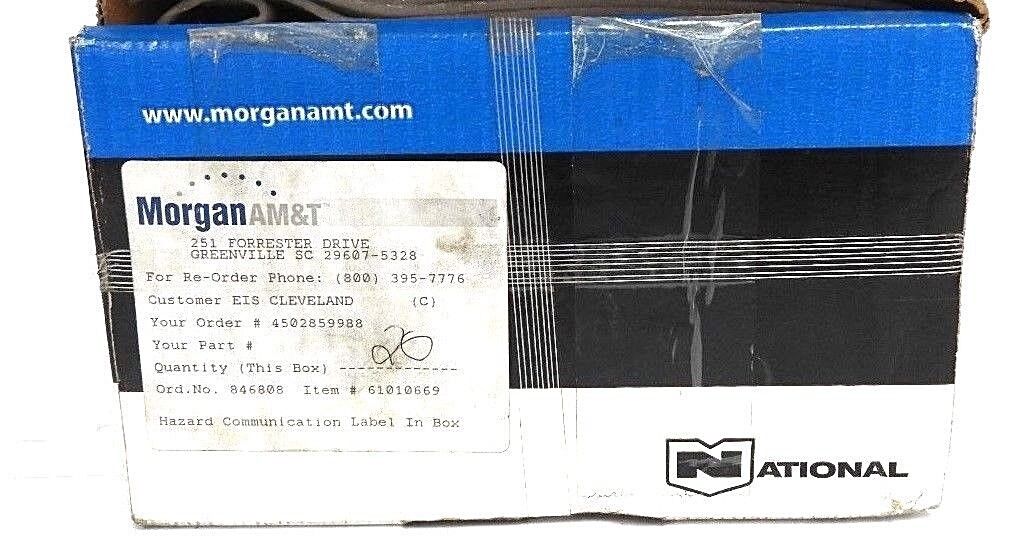 www.morganamt.com
MorganAM&T™
251 FORRESTER DRIVE
GREENVILLE SC 29607-5328
For Re-Order Phone: (800) 395-7776
Customer EIS CLEVELAND (C)
Your Order # 4502859988
Your Part #
Quantity (This Box) ------------- 20
Ord.No. 846808 Item # 61010669
Hazard Communication Label In Box
NATIONAL